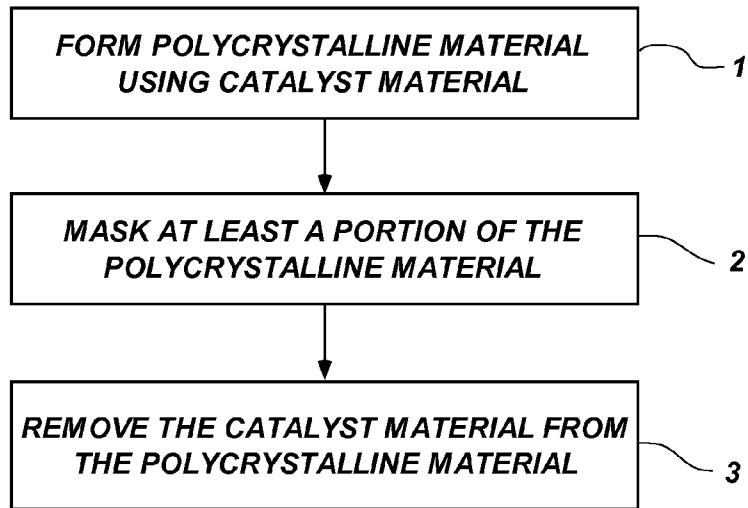 FORM POLYCRYSTALLINE MATERIAL
USING CATALYST MATERIAL
1
MASK AT LEAST A PORTION OF THE
POLYCRYSTALLINE MATERIAL
2
REMOVE THE CATALYST MATERIAL FROM
THE POLYCRYSTALLINE MATERIAL
3